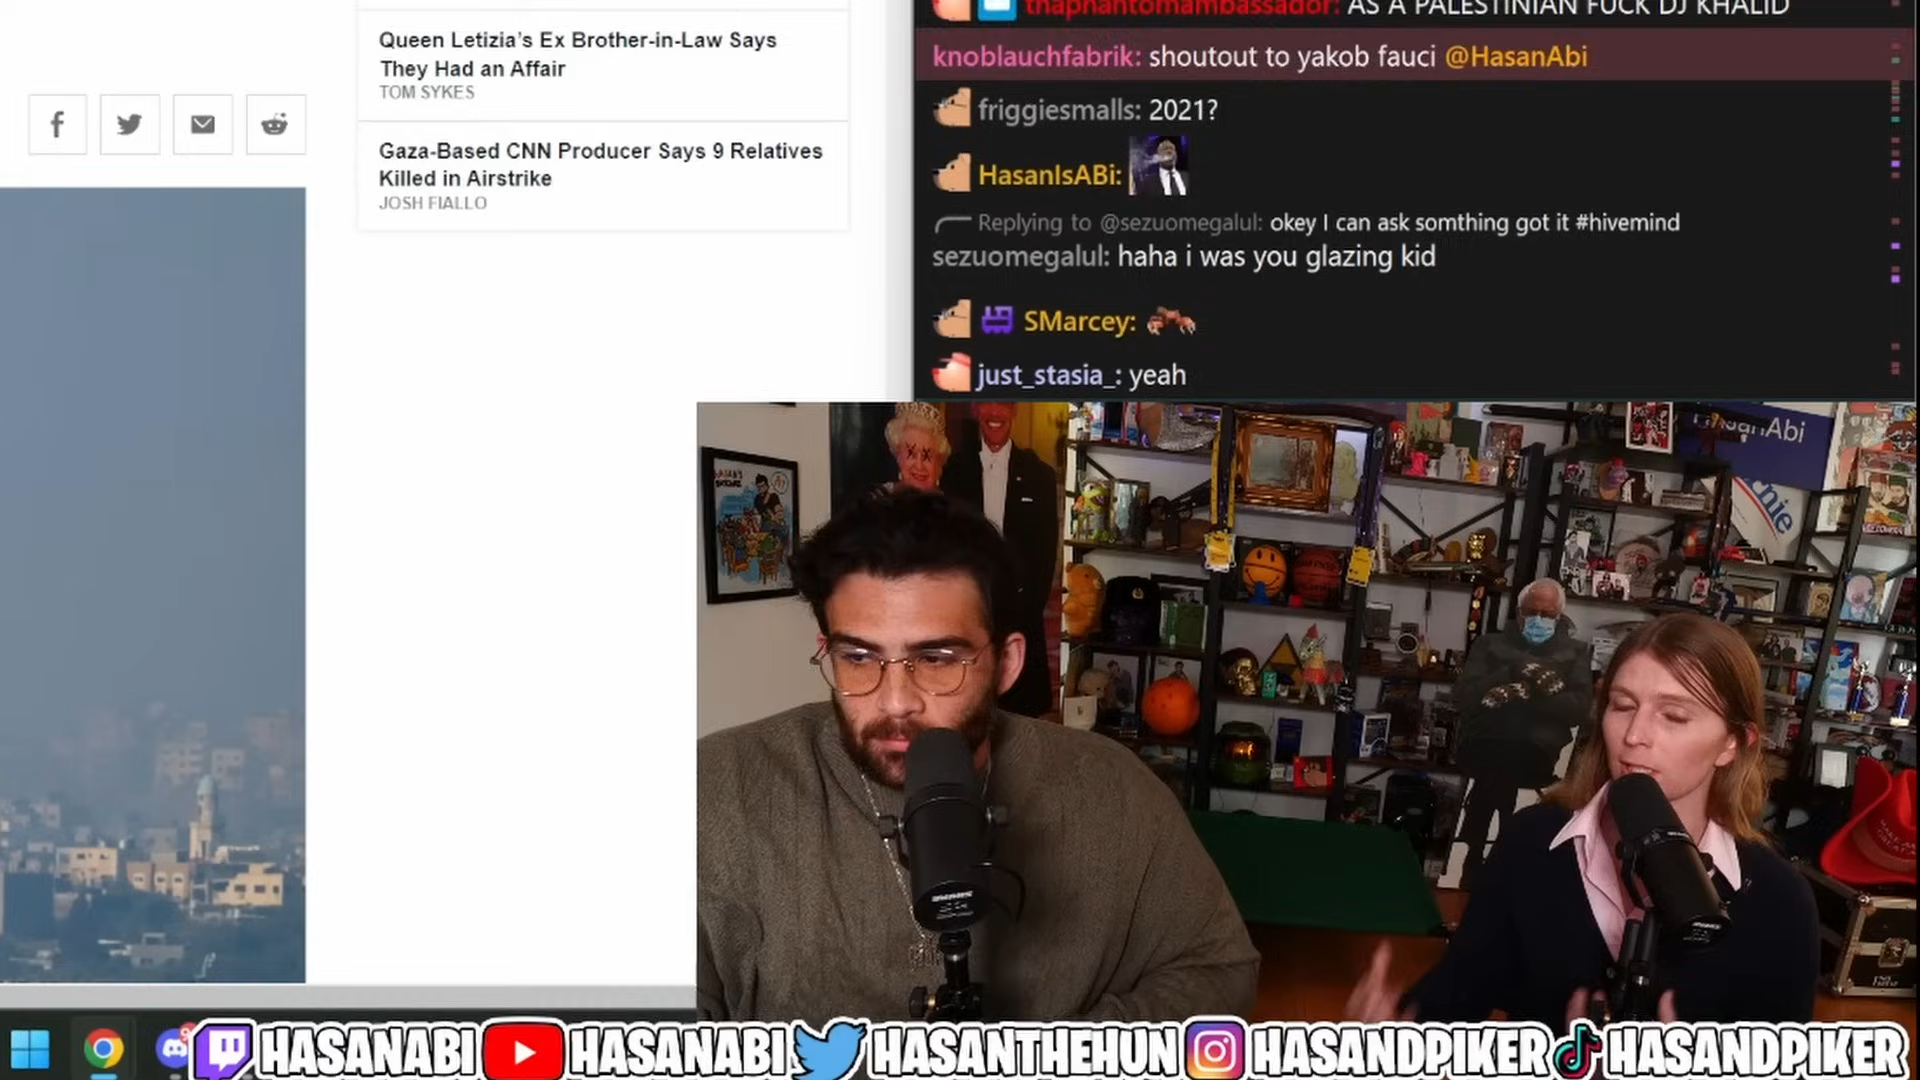 Queen Letizia’s Ex Brother-in-Law Says
They Had an Affair
TOM SYKES
Gaza-Based CNN Producer Says 9 Relatives
Killed in Airstrike
JOSH FIALLO
thaphantomambassador: AS A PALESTINIAN FUCK DJ KHALID
knoblauchfabrik: shoutout to yakob fauci @HasanAbi
friggiesmalls: 2021?
HasanIsABi:
Replying to @sezuomegalul: okey I can ask somthing got it #hivemind
sezuomegalul: haha i was you glazing kid
SMarcey:
just_stasia_: yeah
HasanAbi
HASANABI HASANABI HASANTHEHUN HASANDPIKER HASANDPIKER